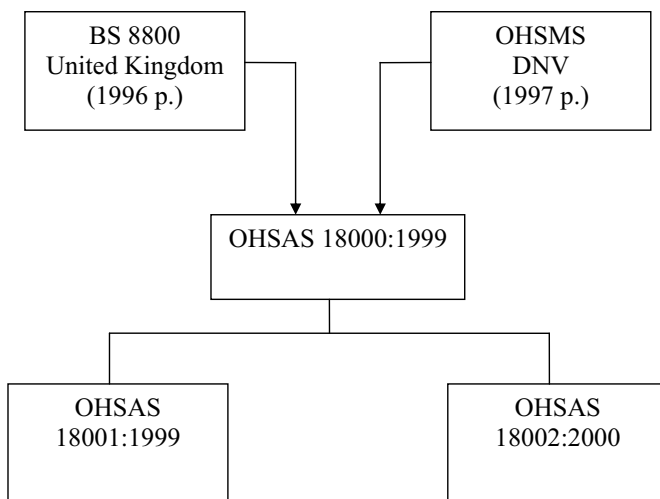 BS 8800
United Kingdom
(1996 р.)
OHSMS
DNV
(1997 р.)
OHSAS 18000:1999
OHSAS
18001:1999
OHSAS
18002:2000